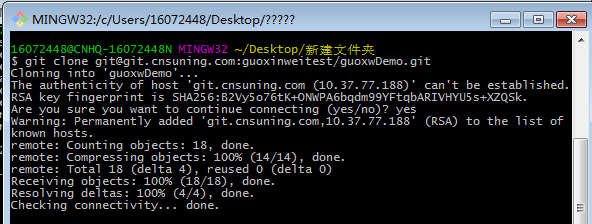 MINGW32:/c/Users/16072448/Desktop/?????
16072448@CNHQ-16072448N MINGW32 ~/Desktop/新建文件夹
$ git clone git@git.cnsuning.com:guoxinweitest/guoxwDemo.git
Cloning into 'guoxwDemo'...
The authenticity of host 'git.cnsuning.com (10.37.77.188)' can't be established.
RSA key fingerprint is SHA256:B2Vy5o76tK+ONWPA6bqdm99YFtqbARIVHYU5s+XZQSk.
Are you sure you want to continue connecting (yes/no)? yes
Warning: Permanently added 'git.cnsuning.com,10.37.77.188' (RSA) to the list of
known hosts.
remote: Counting objects: 18, done.
remote: Compressing objects: 100% (14/14), done.
remote: Total 18 (delta 4), reused 0 (delta 0)
Receiving objects: 100% (18/18), done.
Resolving deltas: 100% (4/4), done.
Checking connectivity... done.